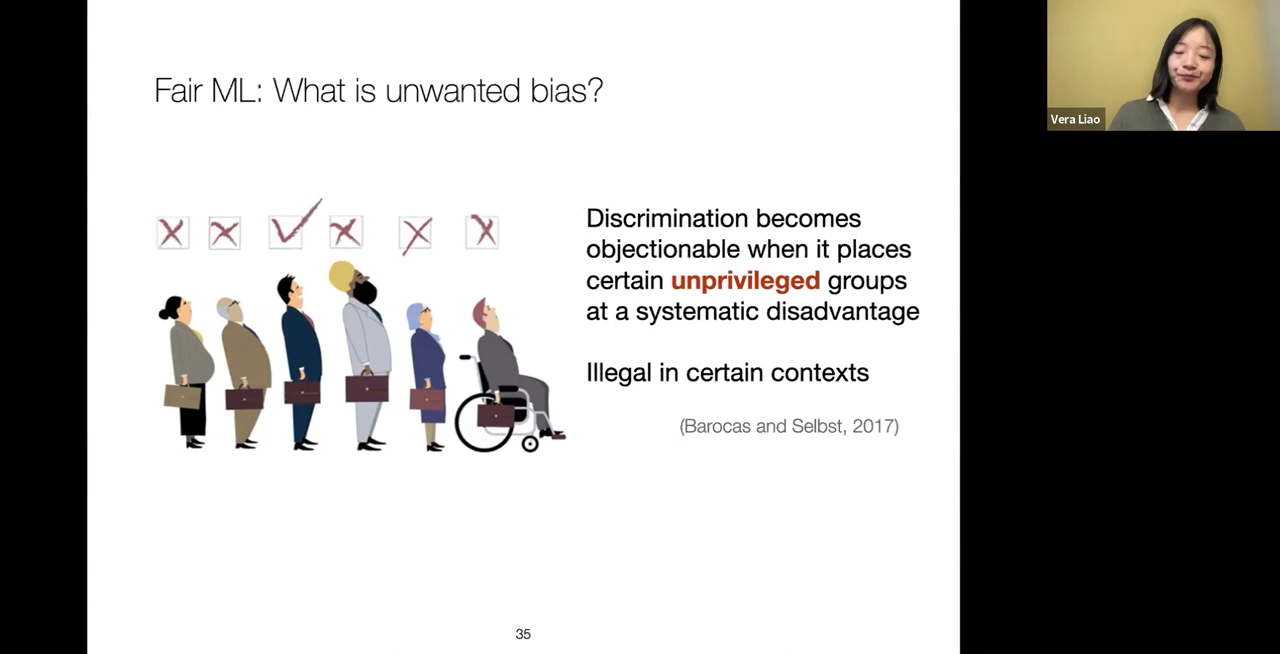 Fair ML: What is unwanted bias?
Discrimination becomes
objectionable when it places
certain unprivileged groups
at a systematic disadvantage
Illegal in certain contexts
(Barocas and Selbst, 2017)
35
Vera Liao